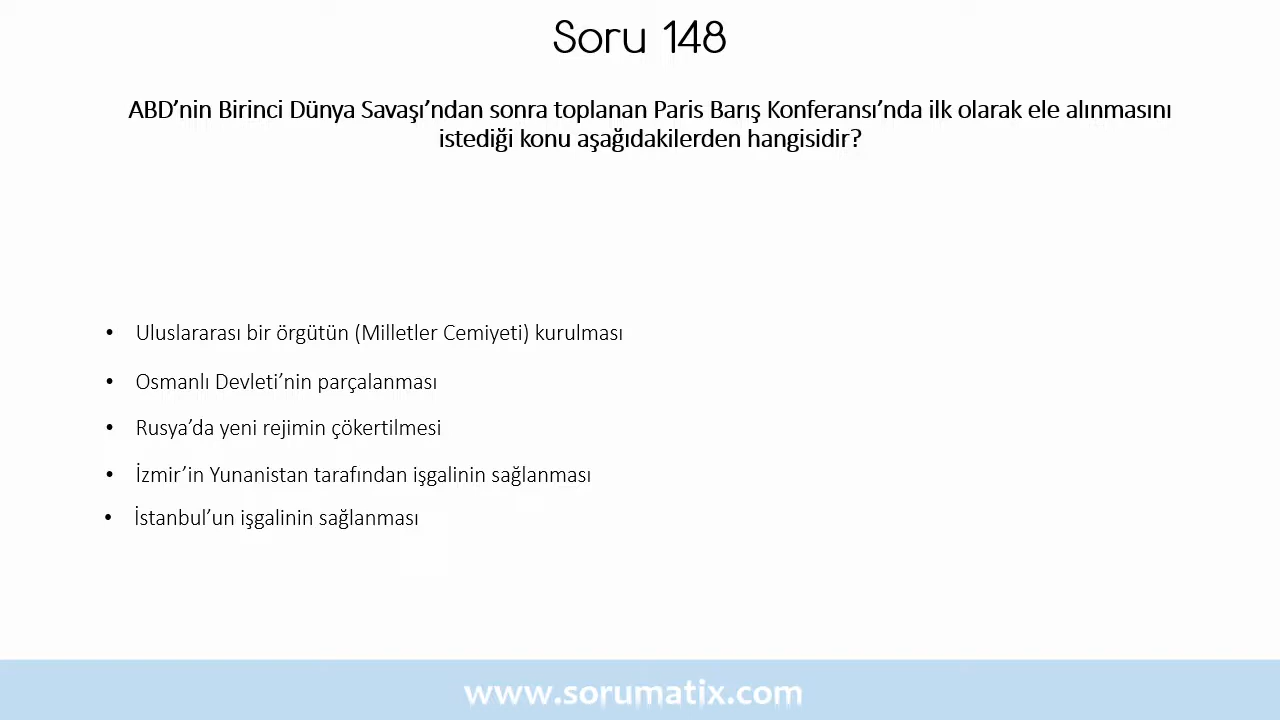 Soru 148
ABD’nin Birinci Dünya Savaşı’ndan sonra toplanan Paris Barış Konferansı’nda ilk olarak ele alınmasını
istediği konu aşağıdakilerden hangisidir?
• Uluslararası bir örgütün (Milletler Cemiyeti) kurulması
• Osmanlı Devleti’nin parçalanması
• Rusya’da yeni rejimin çökertilmesi
• İzmir’in Yunanistan tarafından işgalinin sağlanması
• İstanbul’un işgalinin sağlanması
www.sorumatix.com